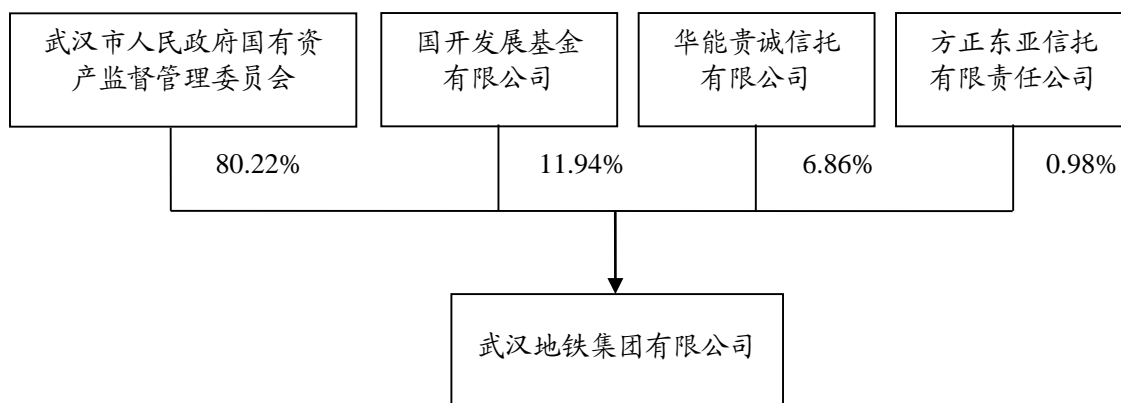 武汉市人民政府国有资
产监督管理委员会
国开发展基金
有限公司
华能贵诚信托
有限公司
方正东亚信托
有限责任公司
80.22%
11.94%
6.86%
0.98%
武汉地铁集团有限公司